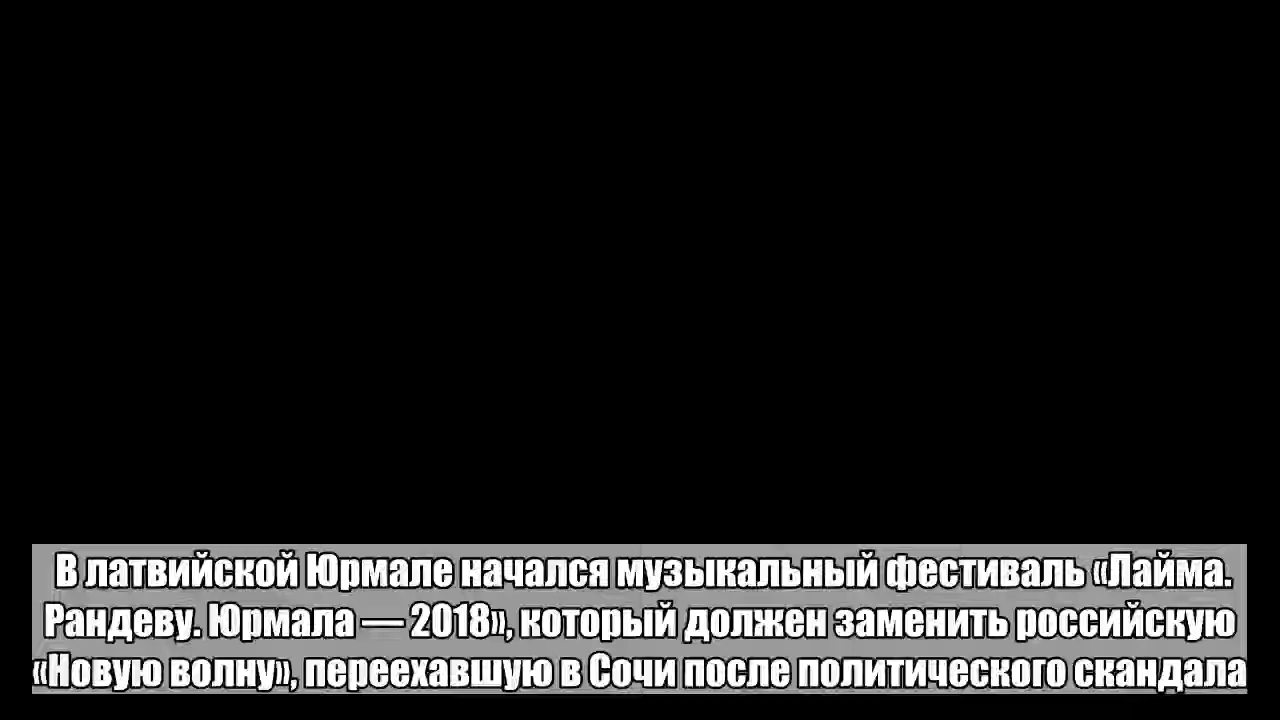 В латвийской Юрмале начался музыкальный фестиваль «Лайма.
Рандеву. Юрмала — 2018», который должен заменить российскую
«Новую волну», переехавшую в Сочи после политического скандала